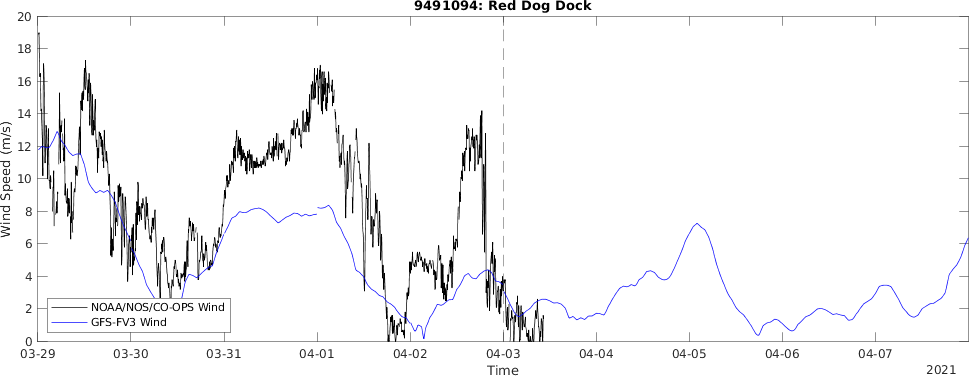 9491094: Red Dog Dock
20
18
16
14
12
10
8
6
4
2
0
Wind Speed (m/s)
NOAA/NOS/CO-OPS Wind
GFS-FV3 Wind
03-29 03-30 03-31 04-01 04-02 04-03 04-04 04-05 04-06 04-07
Time
2021